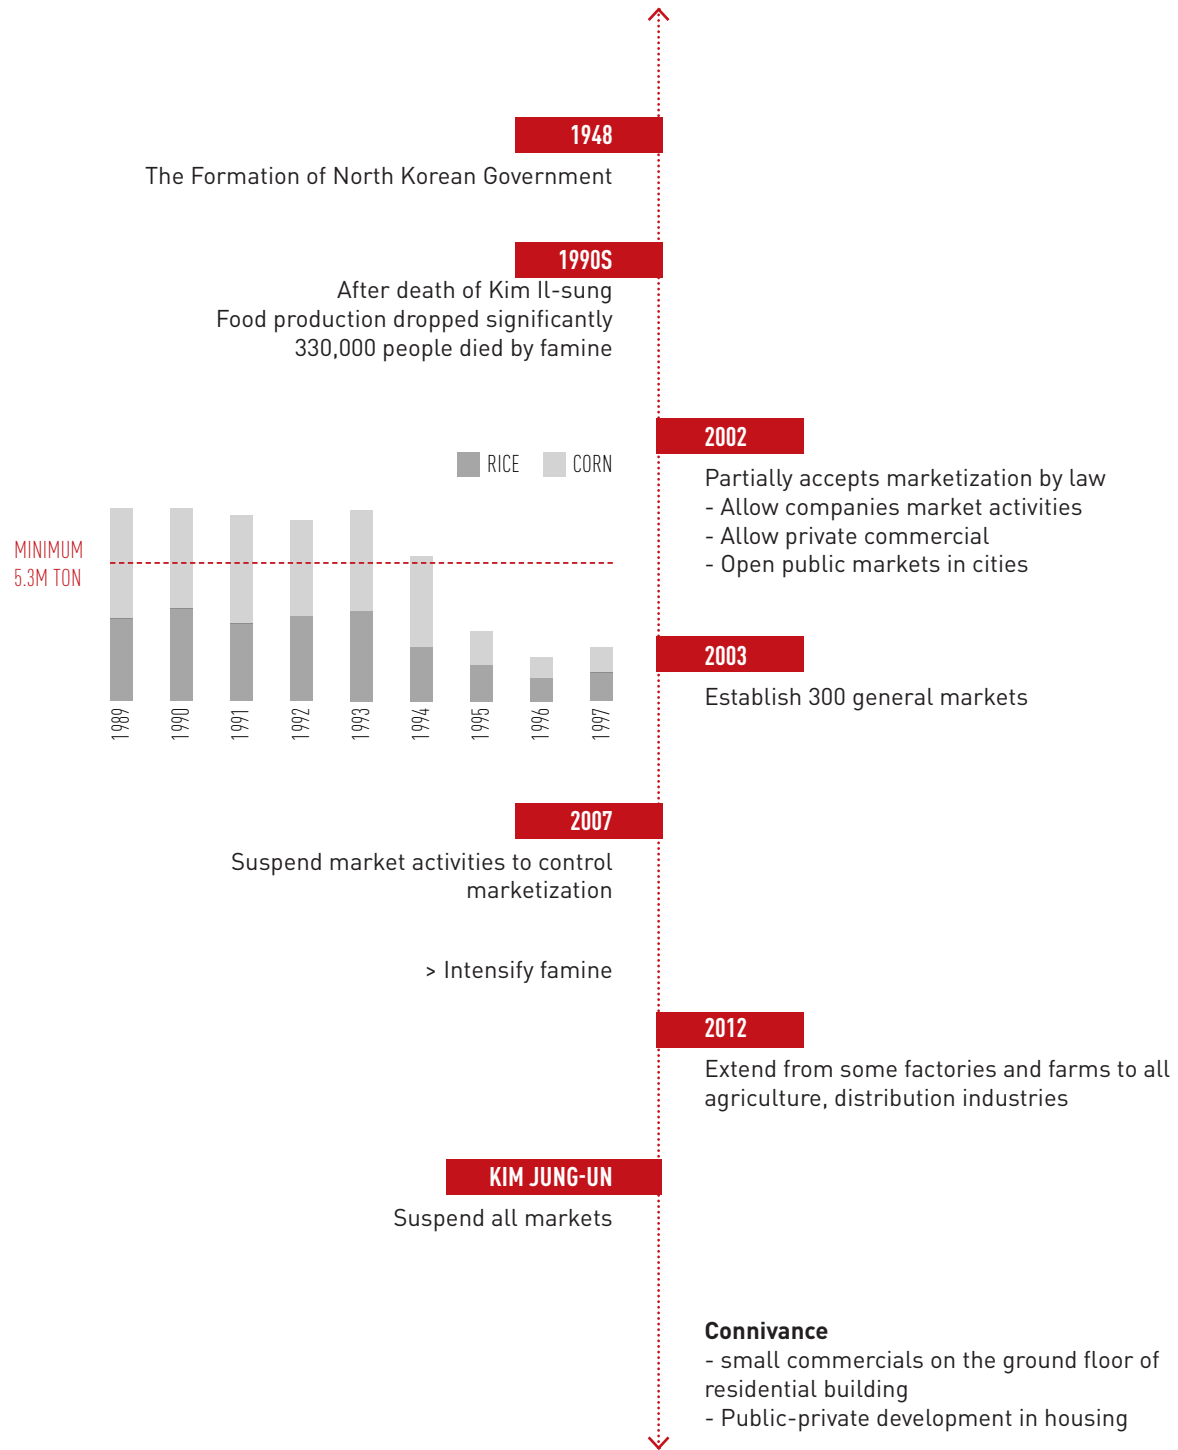 1948
The Formation of North Korean Government
1990S
After death of Kim Il-sung
Food production dropped significantly
330,000 people died by famine
2002
Partially accepts marketization by law
- Allow companies market activities
- Allow private commercial
- Open public markets in cities
RICE
CORN
MINIMUM
5.3M TON
1989
1990
1991
1992
1993
1994
1995
1996
1997
2003
Establish 300 general markets
2007
Suspend market activities to control
marketization
> Intensify famine
2012
Extend from some factories and farms to all
agriculture, distribution industries
KIM JUNG-UN
Suspend all markets
Connivance
- small commercials on the ground floor of
residential building
- Public-private development in housing